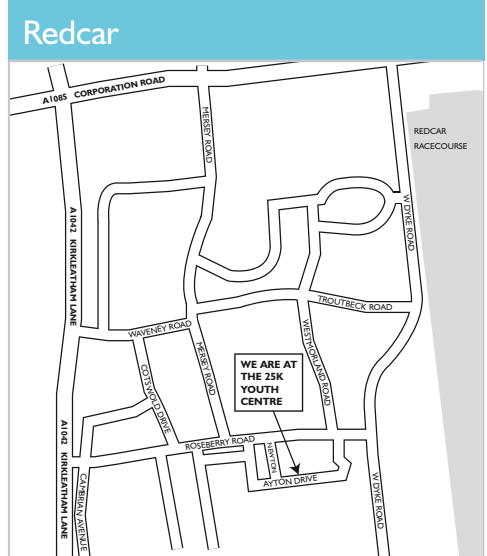 Redcar
A1085 CORPORATION ROAD
MERSEY ROAD
REDCAR
RACECOURSE
A1042 KIRKLEATHAM LANE
W DYKE ROAD
TROUTBECK ROAD
WAVENEY ROAD
WESTMORLAND ROAD
MERSEY ROAD
COTSWOLD DRIVE
WE ARE AT
THE 25K
YOUTH
CENTRE
A1042 KIRKLEATHAM LANE
ROSEBERRY ROAD
NEWTON
AYTON DRIVE
CAMBRIAN AVENUE
W DYKE ROAD